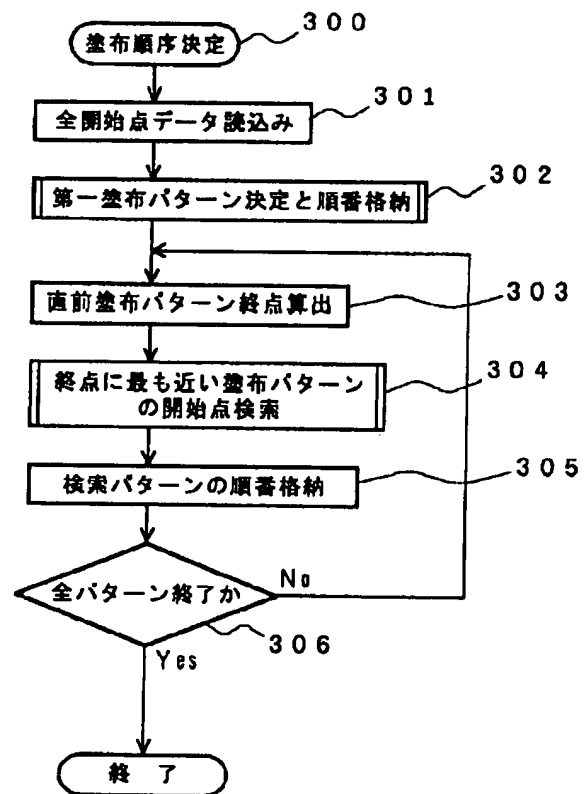 塗布順序決定
300
全開始点データ読込み
301
第一塗布パターン決定と順番格納
302
直前塗布パターン終点算出
303
終点に最も近い塗布パターン
の開始点検索
304
検索パターンの順番格納
305
全パターン終了か
No
306
Yes
終 了